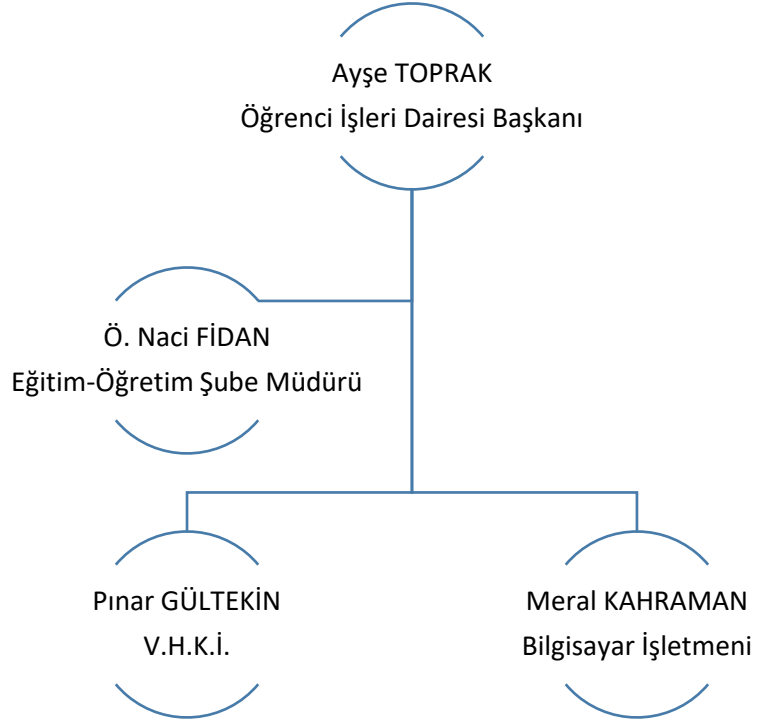 Ayşe TOPRAK
Öğrenci İşleri Dairesi Başkanı
Ö. Naci FİDAN
Eğitim-Öğretim Şube Müdürü
Pınar GÜLTEKİN
V.H.K.İ.
Meral KAHRAMAN
Bilgisayar İşletmeni